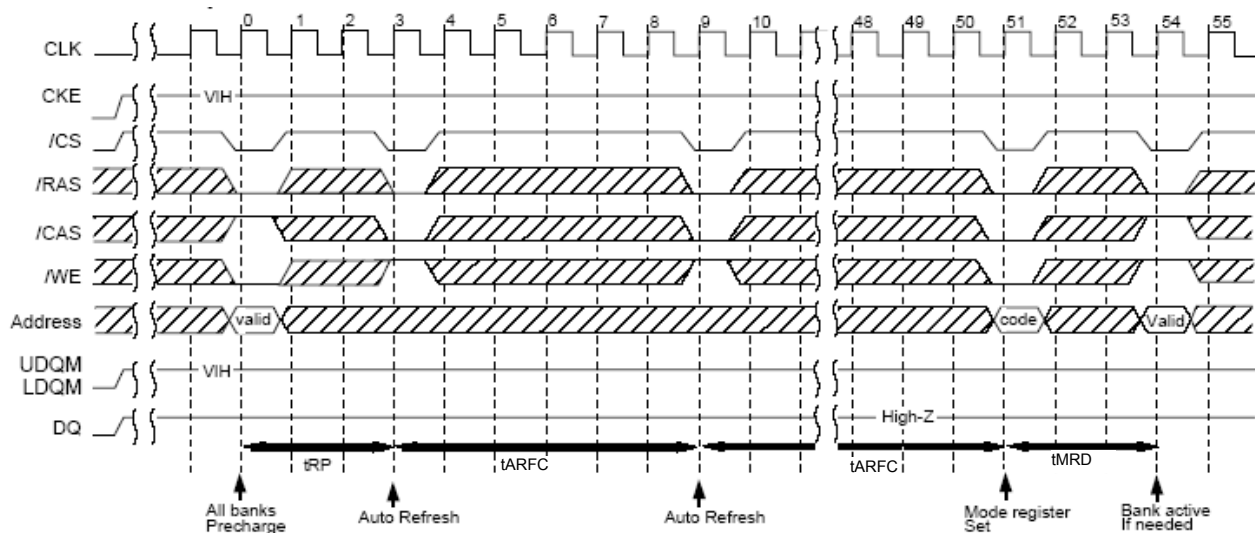 0 1 2 3 4 5 6 7 8 9 10 48 49 50 51 52 53 54 55
CLK
CKE VIH
/CS
/RAS
/CAS
/WE
Address valid code Valid
UDQM
LDQM
VIH
DQ High-Z
tRP tARFC tARFC tMRD
All banks
Precharge
Auto Refresh
Auto Refresh
Mode register
Set
Bank active
If needed